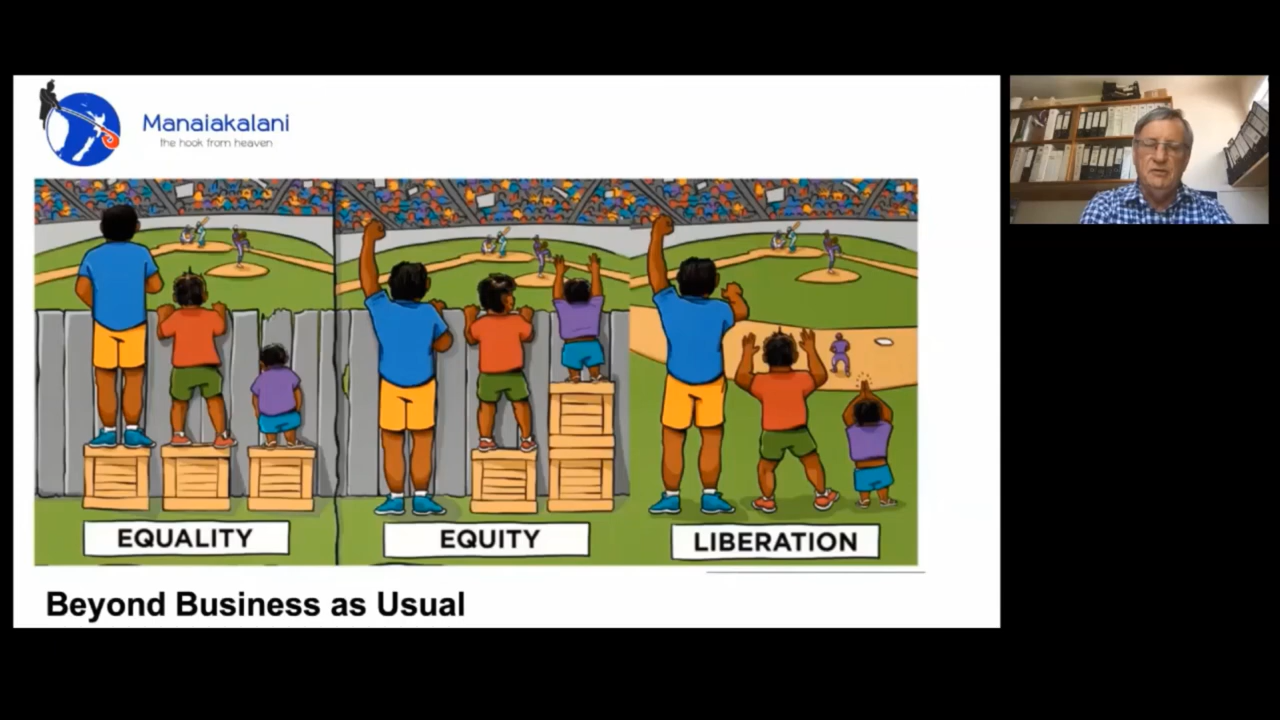 Manaiakalani
the hook from heaven
EQUALITY
EQUITY
LIBERATION
Beyond Business as Usual